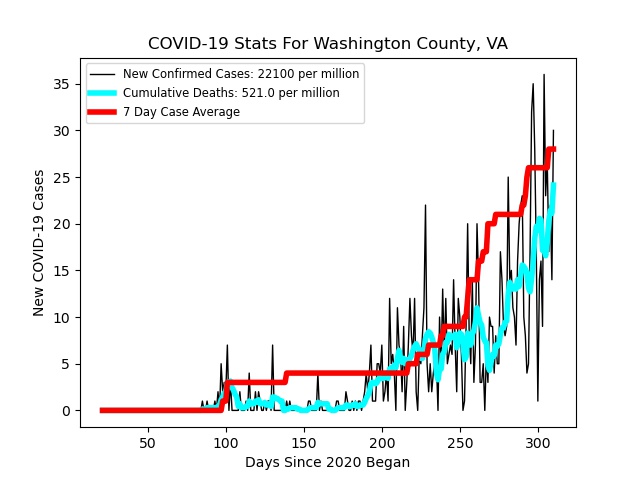 COVID-19 Stats For Washington County, VA
New Confirmed Cases: 22100 per million
Cumulative Deaths: 521.0 per million
7 Day Case Average
35
30
25
20
15
10
5
0
New COVID-19 Cases
50 100 150 200 250 300
Days Since 2020 Began